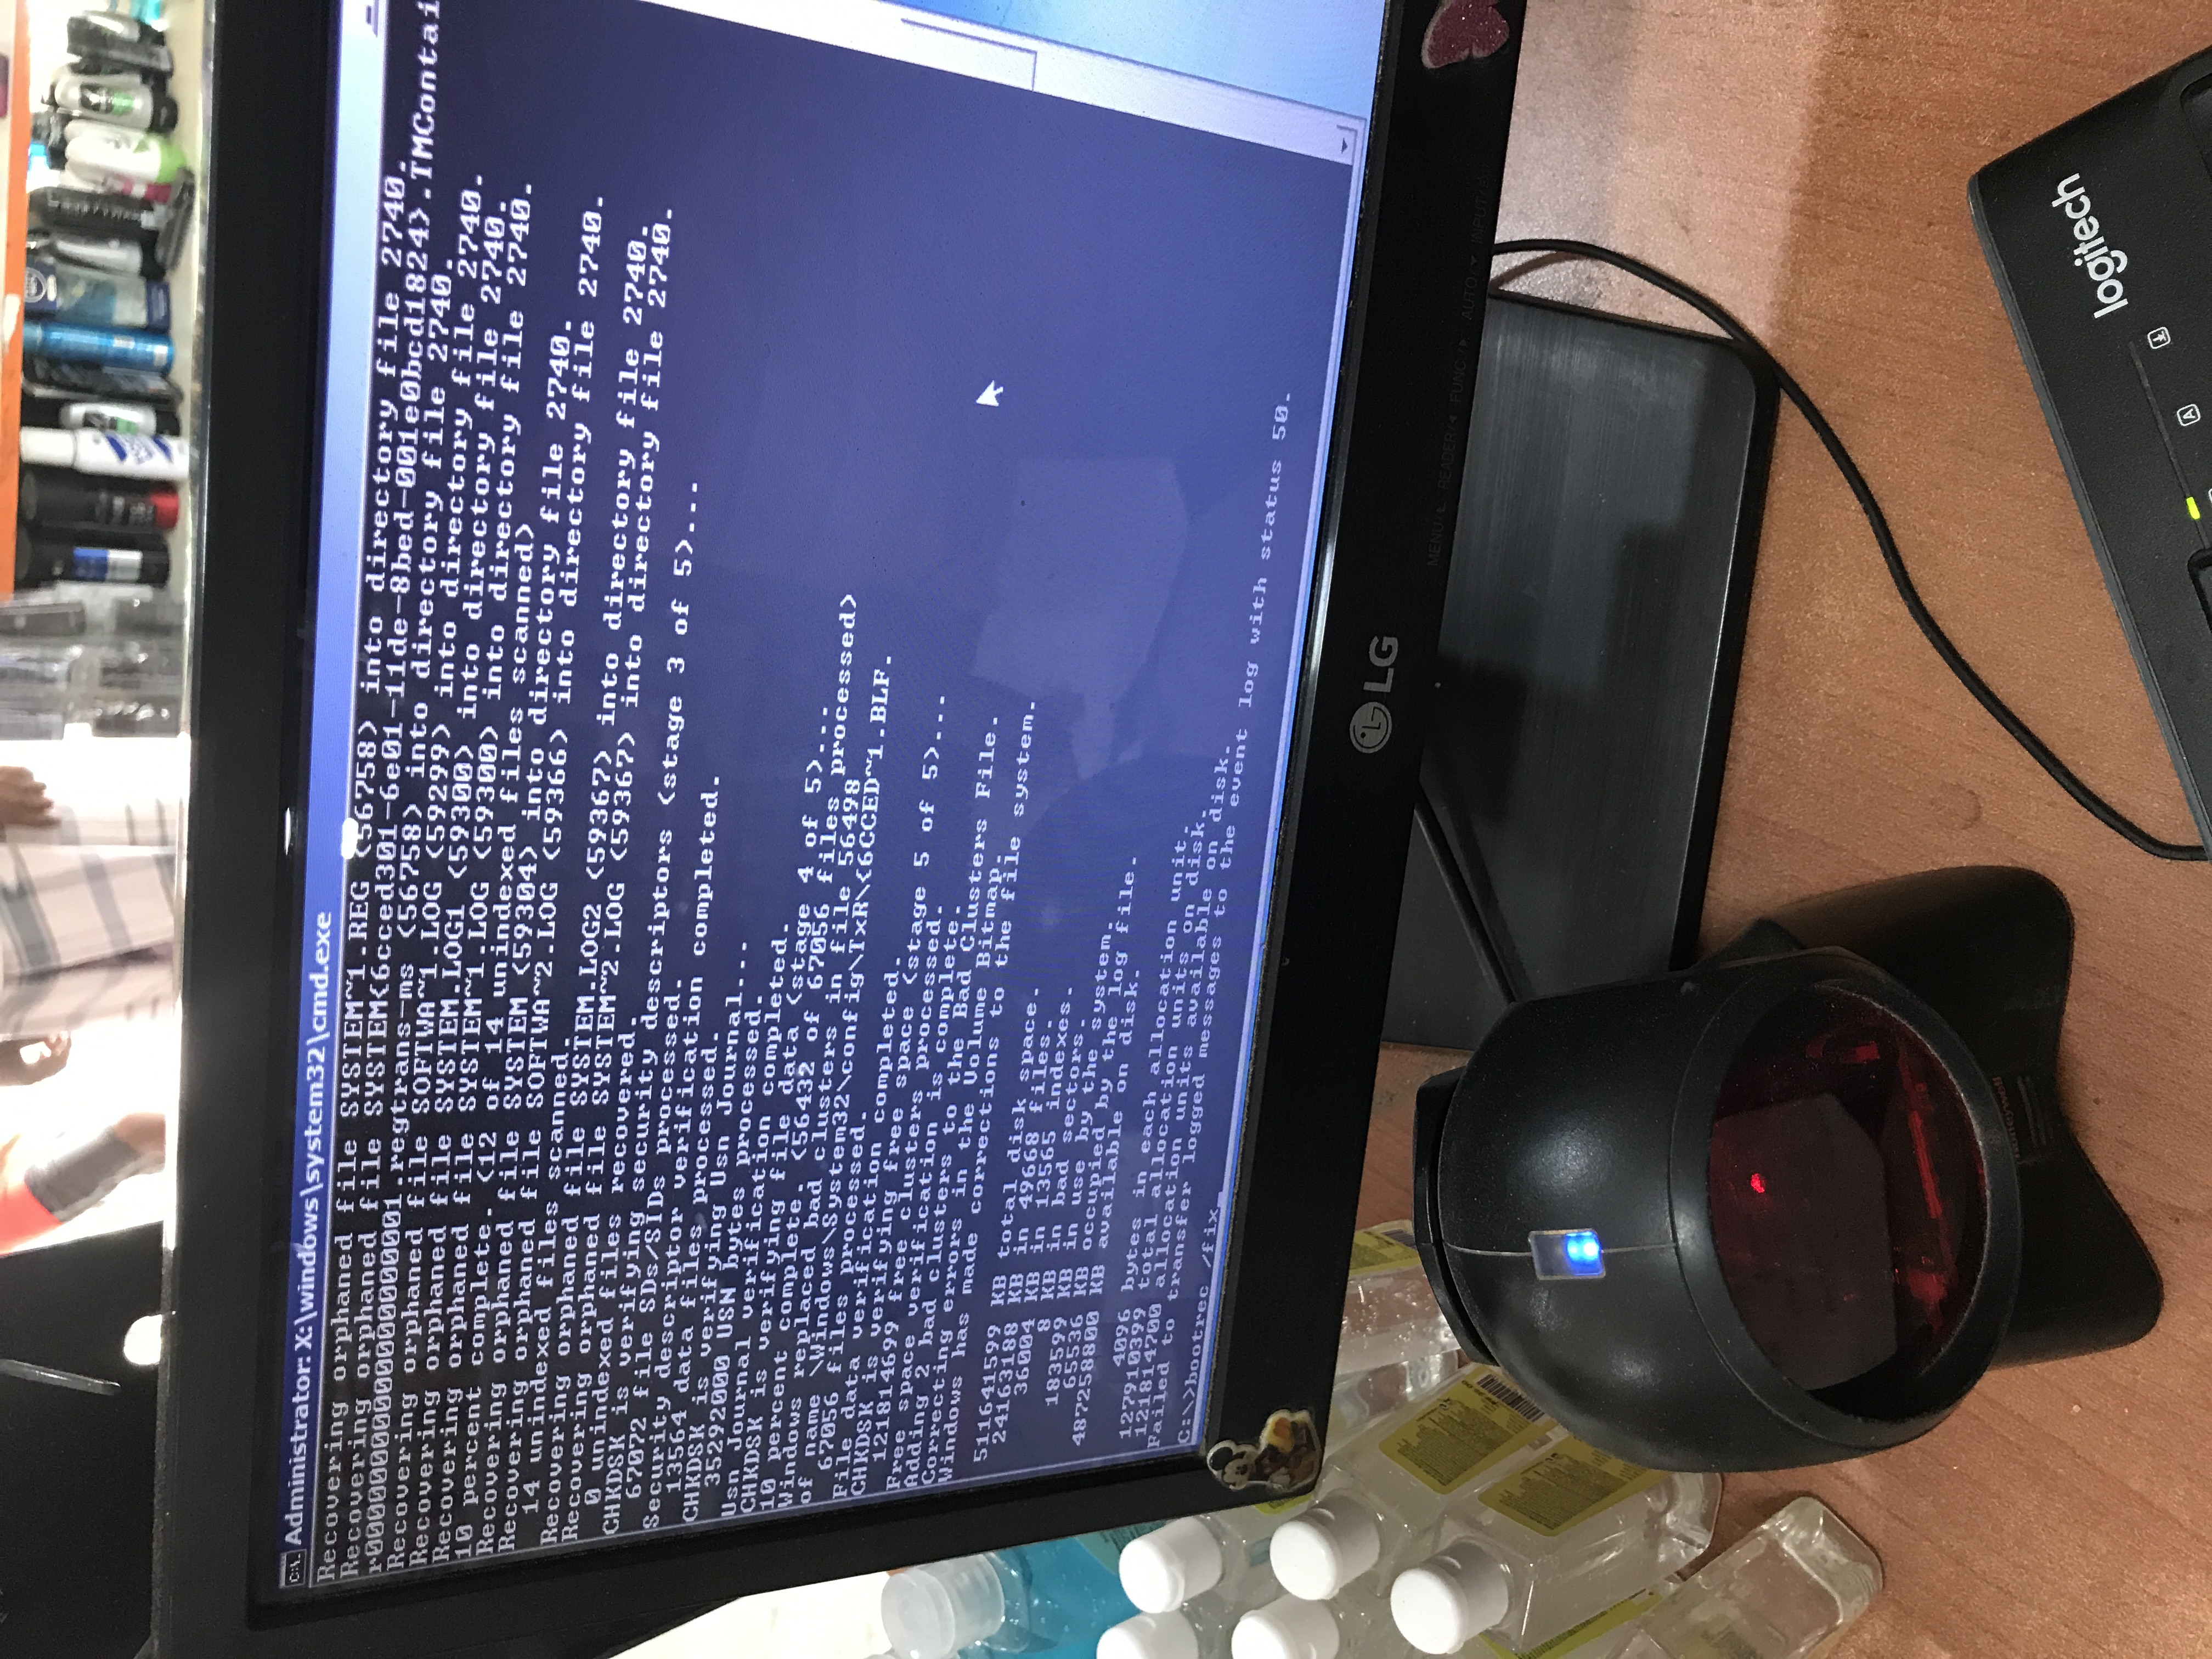 Administrator: X:\windows\system32\cmd.exe
Recovering orphaned file SYSTEM~1.REG (56758) into directory file 2740.
Recovering orphaned file SYSTEM{6cced301-6e01-11de-8bed-001e0bcd1824}.TMContai
r00000000000000000001.regtrans-ms (56758) into directory file 2740.
Recovering orphaned file SOFTWA~1.LOG (59299) into directory file 2740.
Recovering orphaned file SYSTEM.LOG1 (59300) into directory file 2740.
Recovering orphaned file SYSTEM~1.LOG (59300) into directory file 2740.
10 percent complete. (12 of 14 unindexed files scanned)
Recovering orphaned file SYSTEM (59304) into directory file 2740.
Recovering orphaned file SOFTWA~2.LOG (59366) into directory file 2740.
14 unindexed files scanned.
Recovering orphaned file SYSTEM.LOG2 (59367) into directory file 2740.
Recovering orphaned file SYSTEM~2.LOG (59367) into directory file 2740.
0 unindexed files recovered.
CHKDSK is verifying security descriptors (stage 3 of 5)...
67072 file SDs/SIDs processed.
Security descriptor verification completed.
13564 data files processed.
CHKDSK is verifying Usn Journal...
35292000 USN bytes processed.
Usn Journal verification completed.
CHKDSK is verifying file data (stage 4 of 5)...
10 percent complete. (56432 of 67056 files processed)
Windows replaced bad clusters in file 56498
of name \Windows\System32\config\TxR\{6CCED~1.BLF.
67056 files processed.
File data verification completed.
CHKDSK is verifying free space (stage 5 of 5)...
121814699 free clusters processed.
Free space verification is complete.
Adding 2 bad clusters to the Bad Clusters File.
Correcting errors in the Volume Bitmap.
Windows has made corrections to the file system.
511641599 KB total disk space.
24163188 KB in 49668 files.
36004 KB in 13565 indexes.
8 KB in bad sectors.
183599 KB in use by the system.
65536 KB occupied by the log file.
487258800 KB available on disk.
4096 bytes in each allocation unit.
127910399 total allocation units on disk.
121814700 allocation units available on disk.
Failed to transfer logged messages to the event log with status 50.
C:\>bootrec /fix_
LG
MENU/ READER/ FUNC./ AUTO/ INPUT/
Honeywell
logitech
A